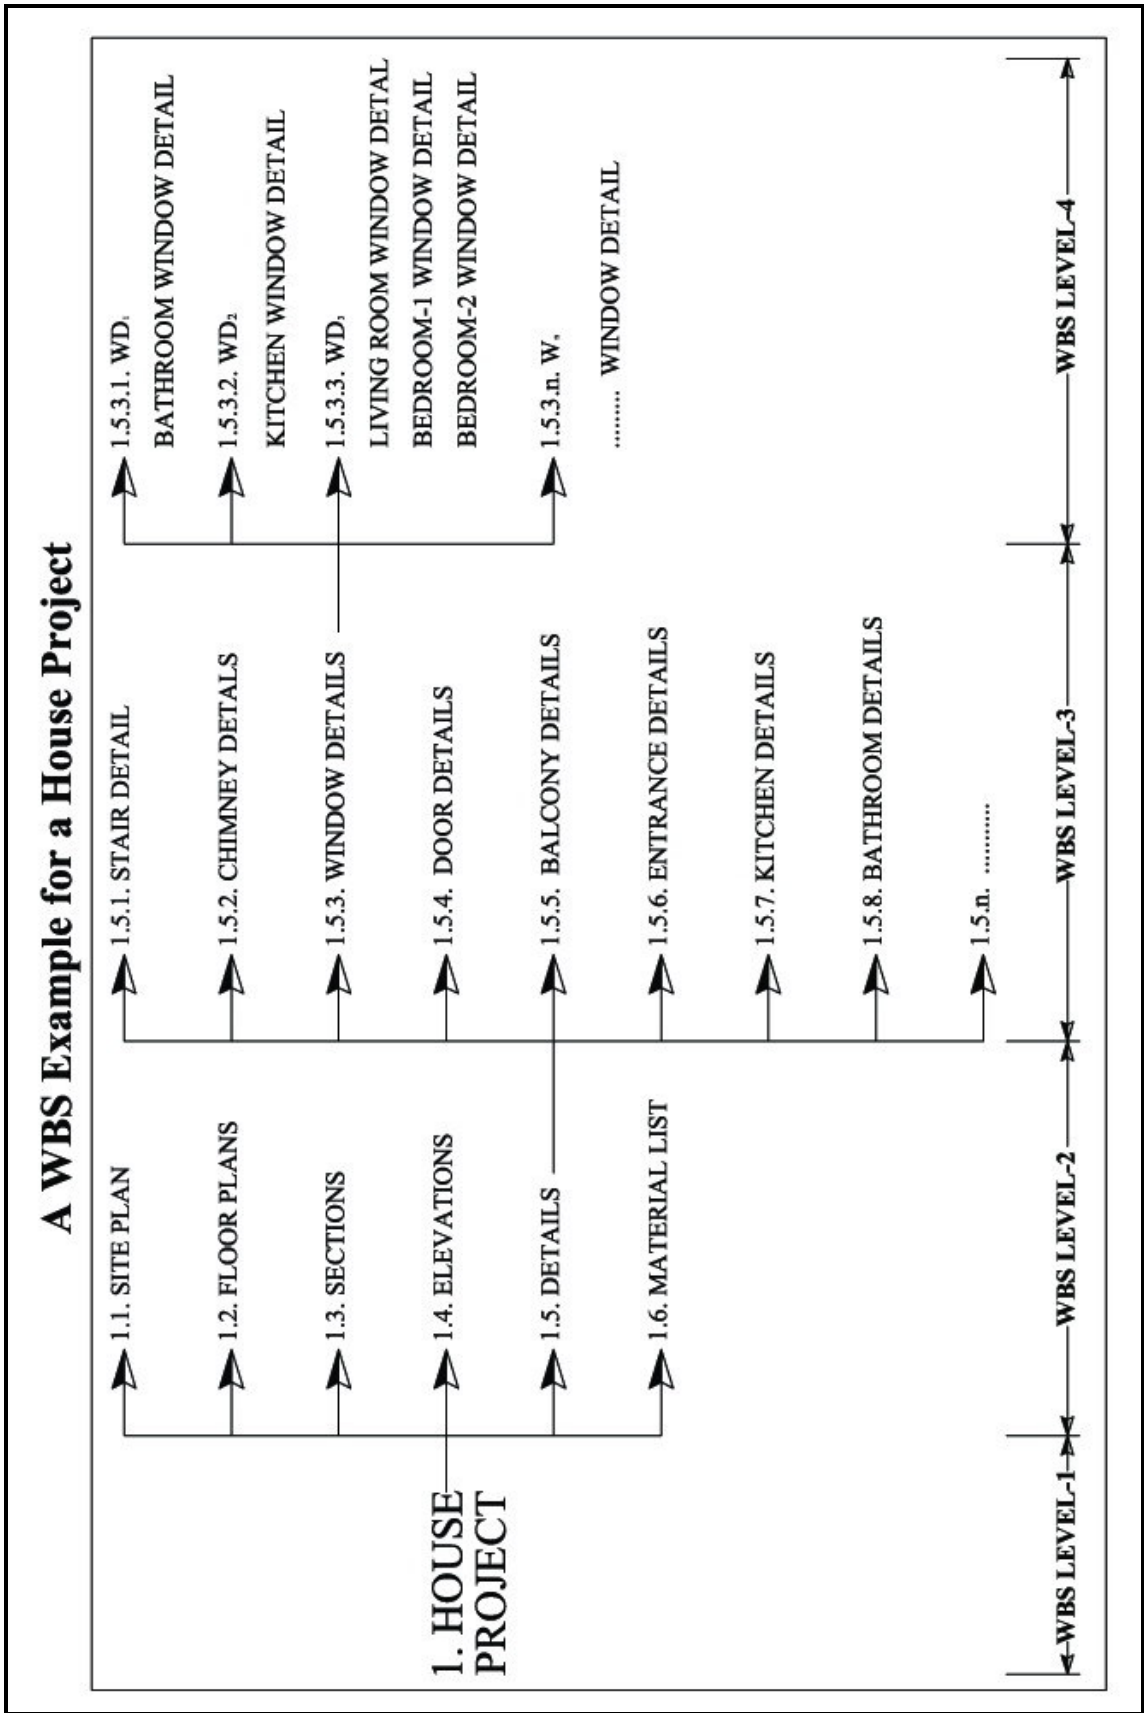 A WBS Example for a House Project
1. HOUSE
PROJECT
1.1. SITE PLAN
1.2. FLOOR PLANS
1.3. SECTIONS
1.4. ELEVATIONS
1.5. DETAILS
1.6. MATERIAL LIST
1.5.1. STAIR DETAIL
1.5.2. CHIMNEY DETALS
1.5.3. WINDOW DETAILS
1.5.4. DOOR DETAILS
1.5.5. BALCONY DETAILS
1.5.6. ENTRANCE DETAILS
1.5.7. KITCHEN DETAILS
1.5.8. BATHROOM DETAILS
1.5.n. ............
1.5.3.1. WD₁
BATHROOM WINDOW DETAIL
1.5.3.2. WD₂
KITCHEN WINDOW DETAIL
1.5.3.3. WD₃
LIVING ROOM WINDOW DETAL
BEDROOM-1 WINDOW DETAIL
BEDROOM-2 WINDOW DETAIL
1.5.3.n. Wₙ
......... WINDOW DETAIL
WBS LEVEL-1
WBS LEVEL-2
WBS LEVEL-3
WBS LEVEL-4